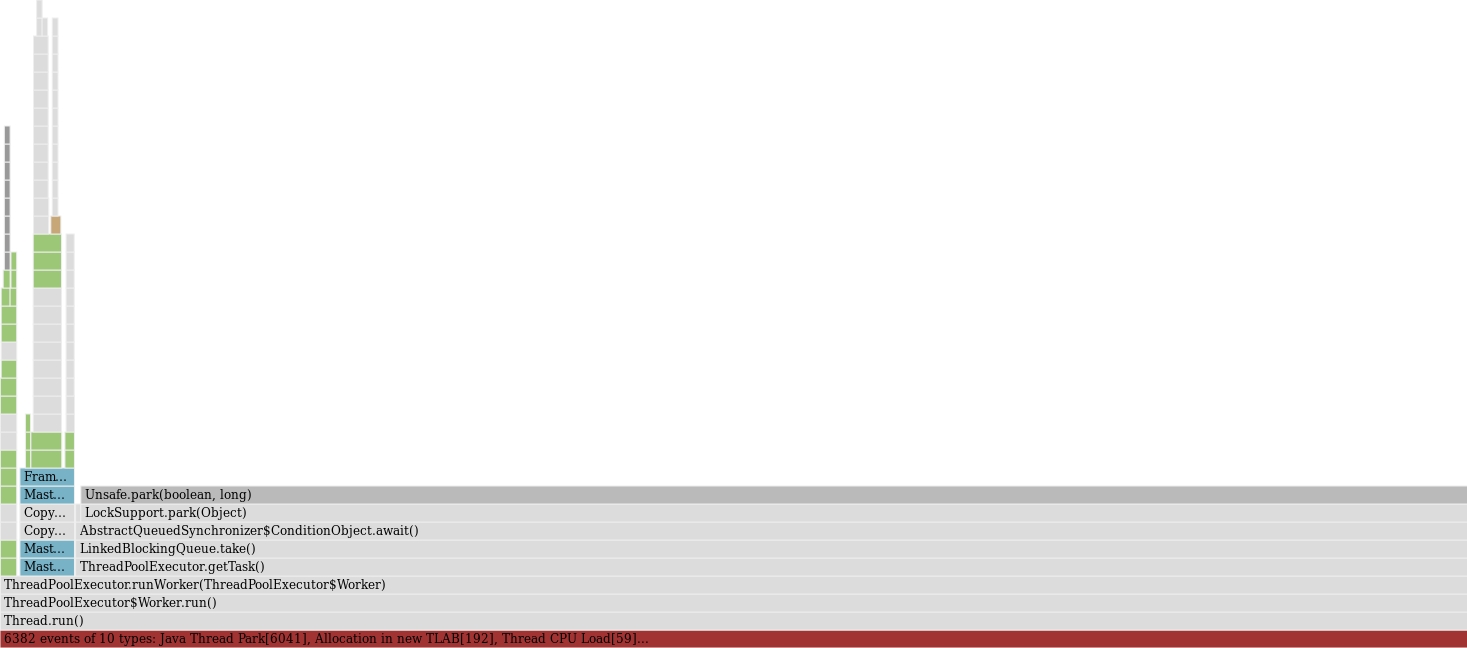 Fram...
Mast... Unsafe.park(boolean, long)
Copy... LockSupport.park(Object)
Copy... AbstractQueuedSynchronizer$ConditionObject.await()
Mast... LinkedBlockingQueue.take()
Mast... ThreadPoolExecutor.getTask()
ThreadPoolExecutor.runWorker(ThreadPoolExecutor$Worker)
ThreadPoolExecutor$Worker.run()
Thread.run()
6382 events of 10 types: Java Thread Park[6041], Allocation in new TLAB[192], Thread CPU Load[59]...